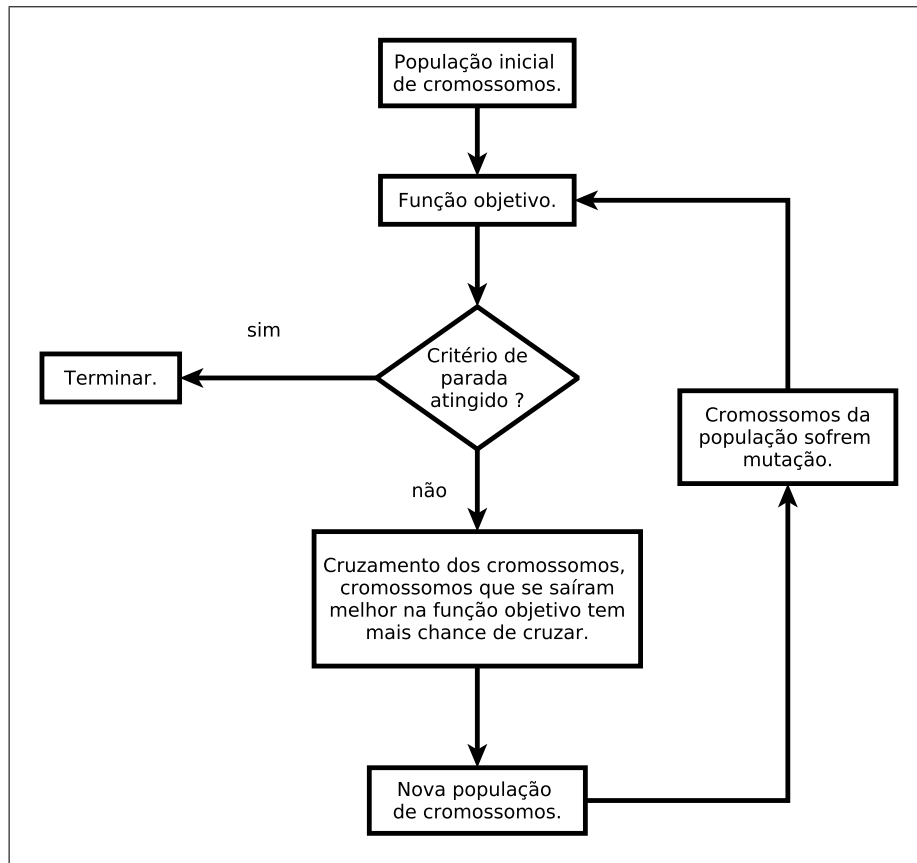 População inicial
de cromossomos.
Função objetivo.
sim
Critério de
parada
atingido ?
Terminar.
Cromossomos da
população sofrem
mutação.
não
Cruzamento dos cromossomos,
cromossomos que se saíram
melhor na função objetivo tem
mais chance de cruzar.
Nova população
de cromossomos.